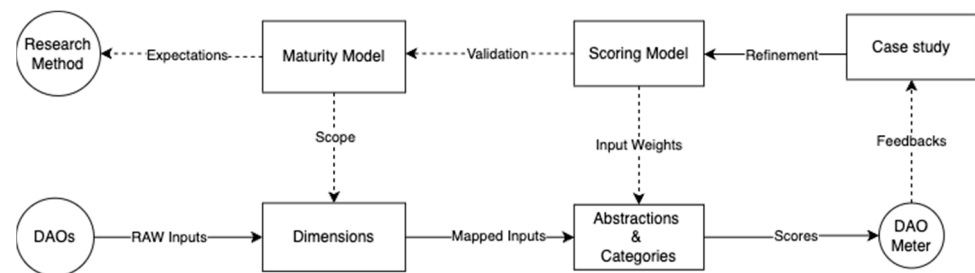 Research
Method
Expectations
Maturity Model
Validation
Scoring Model
Refinement
Case study
Scope
Input Weights
Feedbacks
DAOs
RAW Inputs
Dimensions
Mapped Inputs
Abstractions
&
Categories
Scores
DAO
Meter